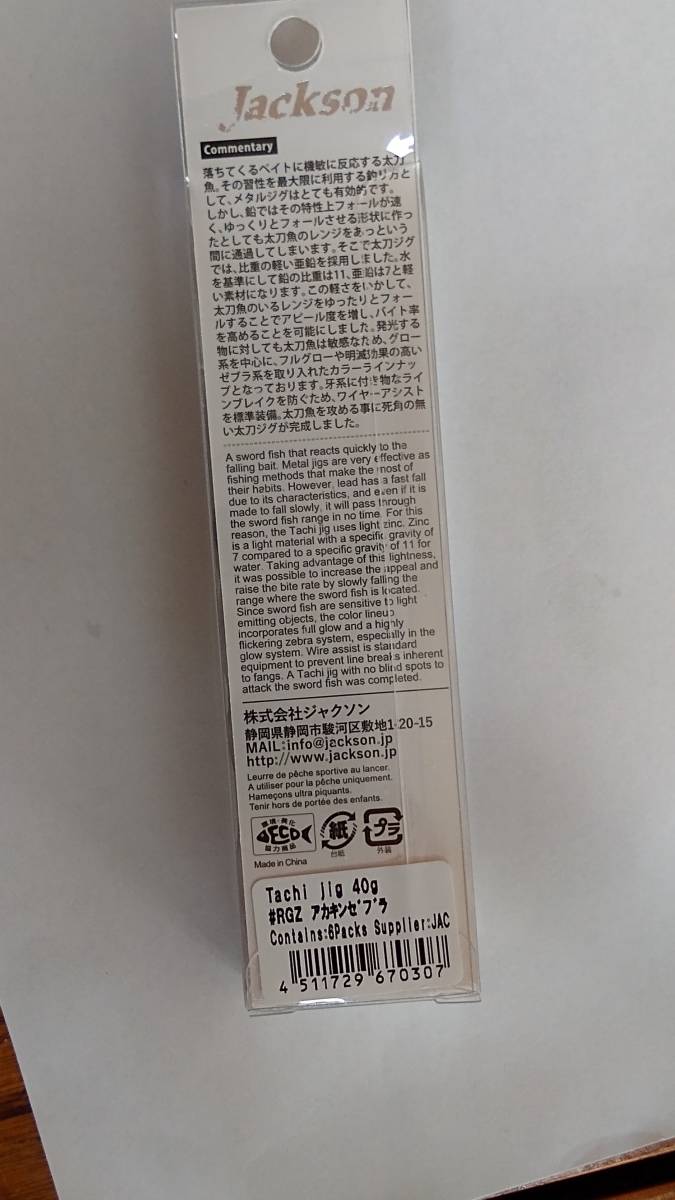 Jackson
Commentary
落ちてくるベイトに機敏に反応する太刀
魚。その習性を最大限に利用する釣り方と
して、メタルジグはとても有効的です。
しかし、鉛ではその特性上フォールが速
く、ゆっくりとフォールさせる形状に作っ
たとしても太刀魚のレンジをあっという
間に通過してしまいます。そこで太刀ジグ
では、比重の軽い亜鉛を採用しました。水
を基準にして鉛の比重は11、亜鉛は7と軽
い素材になります。この軽さをいかして、
太刀魚のいるレンジをゆったりとフォー
ルすることでアピール度を増し、バイト率
を高めることを可能にしました。発光する
物に対しても太刀魚は敏感なため、グロー
系を中心に、フルグローや明滅効果の高い
ゼブラ系を取り入れたカラーラインナッ
プとなっております。牙系に付き物なライ
ンブレイクを防ぐため、ワイヤーアシスト
を標準装備。太刀魚を攻める事に死角の無
い太刀ジグが完成しました。
A sword fish that reacts quickly to the
falling bait. Metal jigs are very effective as
fishing methods that make the most of
their habits. However, lead has a fast fall
due to its characteristics, and even if it is
made to fall slowly, it will pass through
the sword fish range in no time. For this
reason, the Tachi jig uses light zinc. Zinc
is a light material with a specific gravity of
7 compared to a specific gravity of 11 for
water. Taking advantage of this lightness,
it was possible to increase the appeal and
raise the bite rate by slowly falling the
range where the sword fish is located.
Since sword fish are sensitive to light
emitting objects, the color lineup
incorporates full glow and a highly
flickering zebra system, especially in the
glow system. Wire assist is standard
equipment to prevent line breaks inherent
to fangs. A Tachi jig with no blind spots to
attack the sword fish was completed.
株式会社ジャクソン
静岡県静岡市駿河区敷地1-20-15
MAIL:info@jackson.jp
http://www.jackson.jp
Leurre de pêche sportive au lancer.
A utiliser pour la pêche uniquement.
Hameçons ultra piquants.
Tenir hors de portée des enfants.
環境・美化
ECO
協力商品
紙
台紙
プラ
外装
Made in China
Tachi jig 40g
#RGZ アカキンゼブラ
Contains:6Packs Supplier:JAC
4 511729 670307